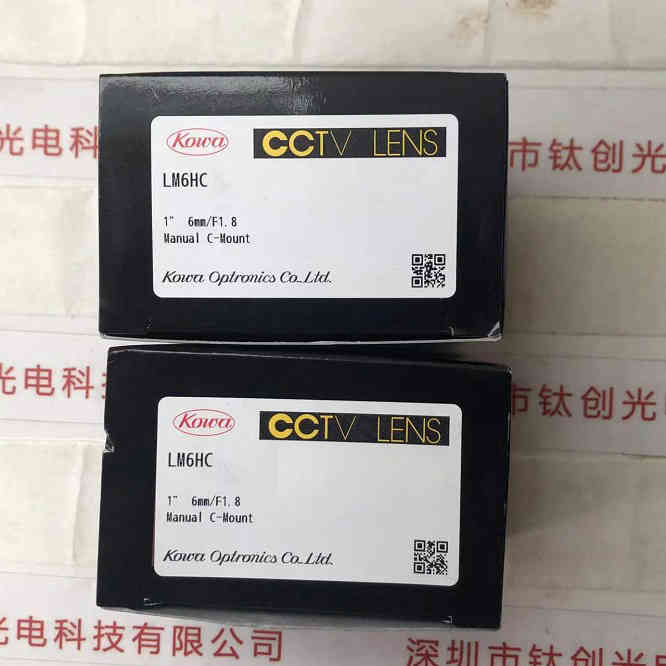 光电科
市钛创光
Kowa
CCTV LENS
LM6HC
1" 6mm/F1.8
Manual C-Mount
Kowa Optronics Co.,Ltd.
光电科技
市钛创光
Kowa
CCTV LENS
LM6HC
1" 6mm/F1.8
Manual C-Mount
Kowa Optronics Co.,Ltd.
光电科技有限公司
深圳市钛创光电